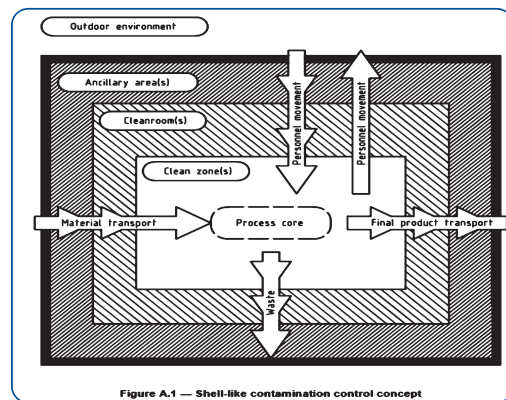 Outdoor environment
Ancillary area(s)
Cleanroom(s)
Clean zone(s)
Personnel movement
Personnel movement
Material transport
Process core
Final product transport
Waste
Figure A.1 — Shell-like contamination control concept